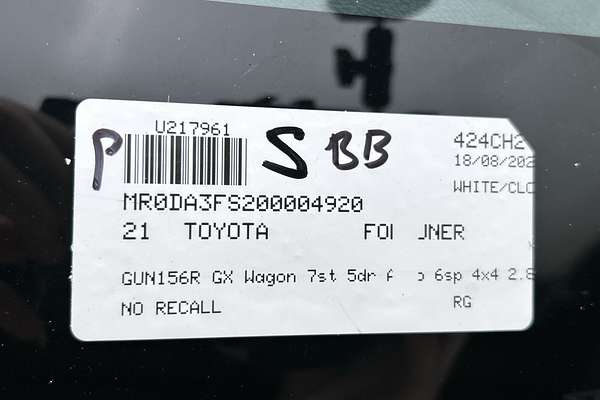 U217961
P S BB
424CH2
18/08/202
WHITE/CLO
MR0DA3FS200004920
21 TOYOTA FO JNER
GUN156R GX Wagon 7st 5dr A o 6sp 4x4 2.8
NO RECALL RG